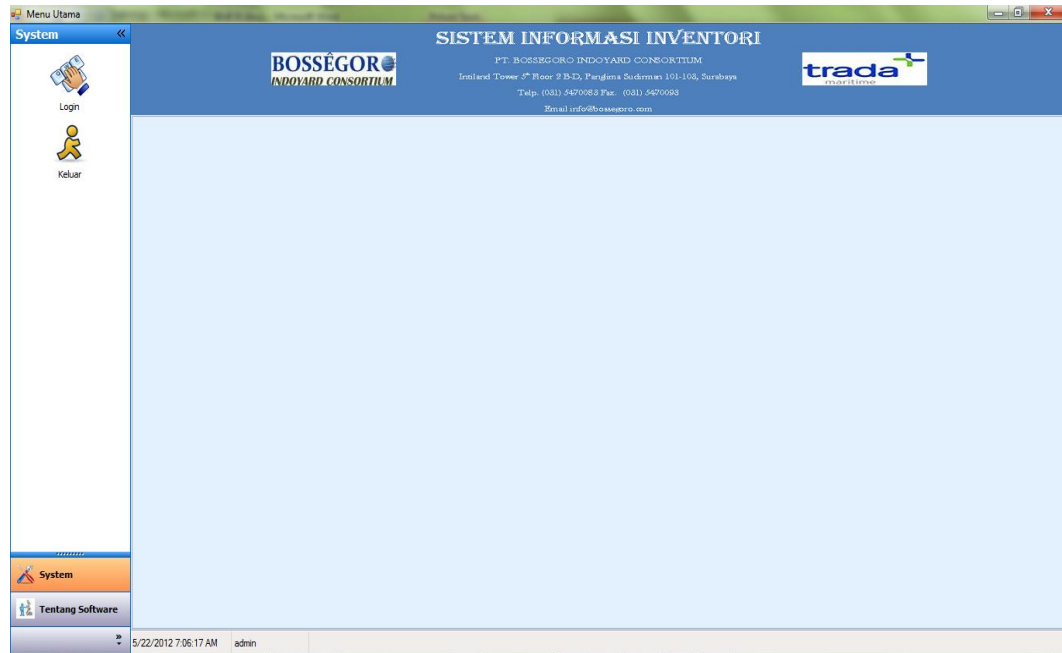 Menu Utama
System
Login
Keluar
BOSSÊGORO
INDOYARD CONSORTIUM
SISTEM INFORMASI INVENTORI
PT. BOSSEGORO INDOYARD CONSORTIUM
Intiland Tower 5th Floor 2 B-D, Panglima Sudirman 101-103, Surabaya
Telp. (031) 5470083 Fax. (031) 5470093
Email info@bossegoro.com
trada
maritime
System
Tentang Software
5/22/2012 7:06:17 AM admin